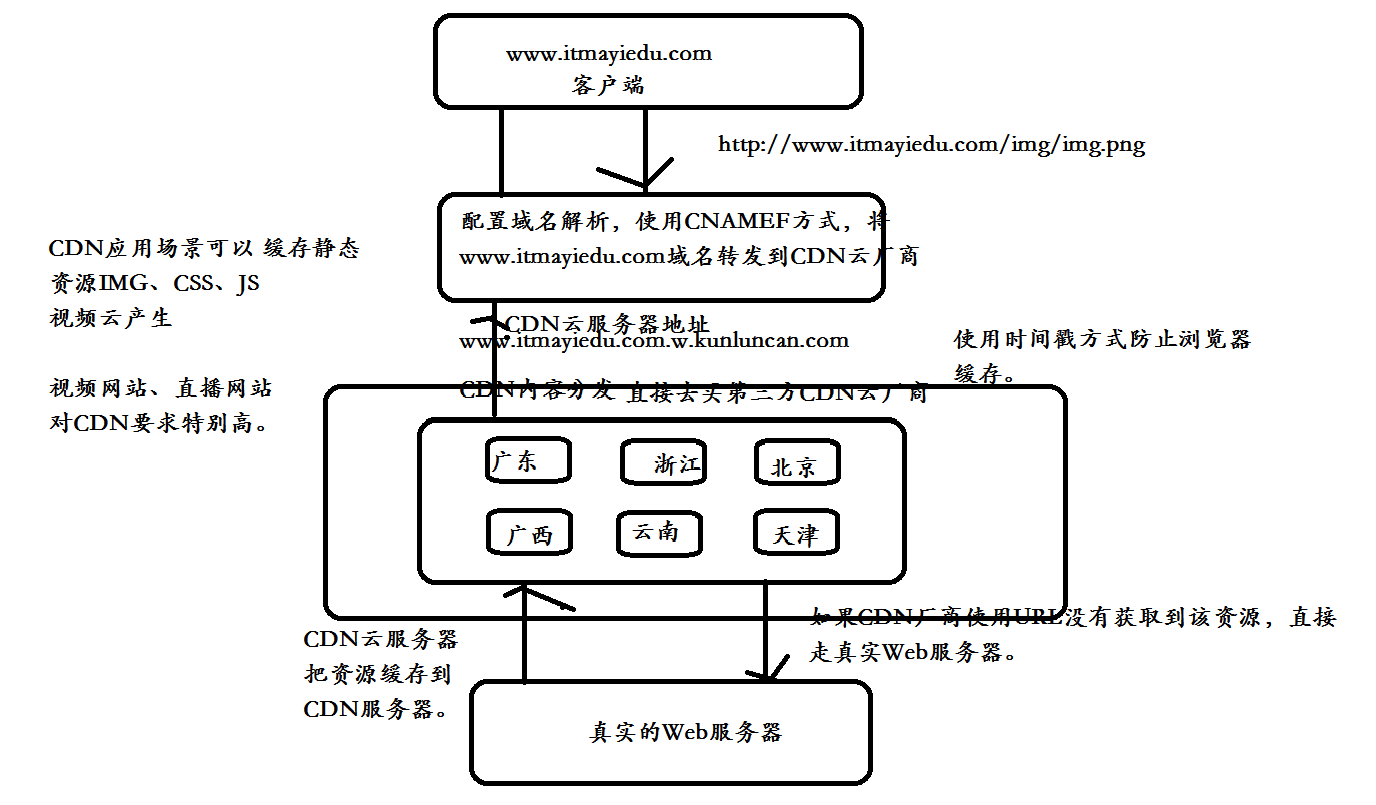 www.itmayiedu.com
客户端
http://www.itmayiedu.com/img/img.png
配置域名解析，使用CNAMEF方式，将
www.itmayiedu.com域名转发到CDN云厂商
CDN应用场景可以 缓存静态
资源IMG、CSS、JS
视频云产生
CDN云服务器地址
www.itmayiedu.com.w.kunluncan.com
使用时间戳方式防止浏览器
缓存。
视频网站、直播网站
对CDN要求特别高。
CDN内容分发 直接去买第三方CDN云厂商
广东
浙江
北京
广西
云南
天津
如果CDN厂商使用URL没有获取到该资源，直接
走真实Web服务器。
CDN云服务器
把资源缓存到
CDN服务器。
真实的Web服务器